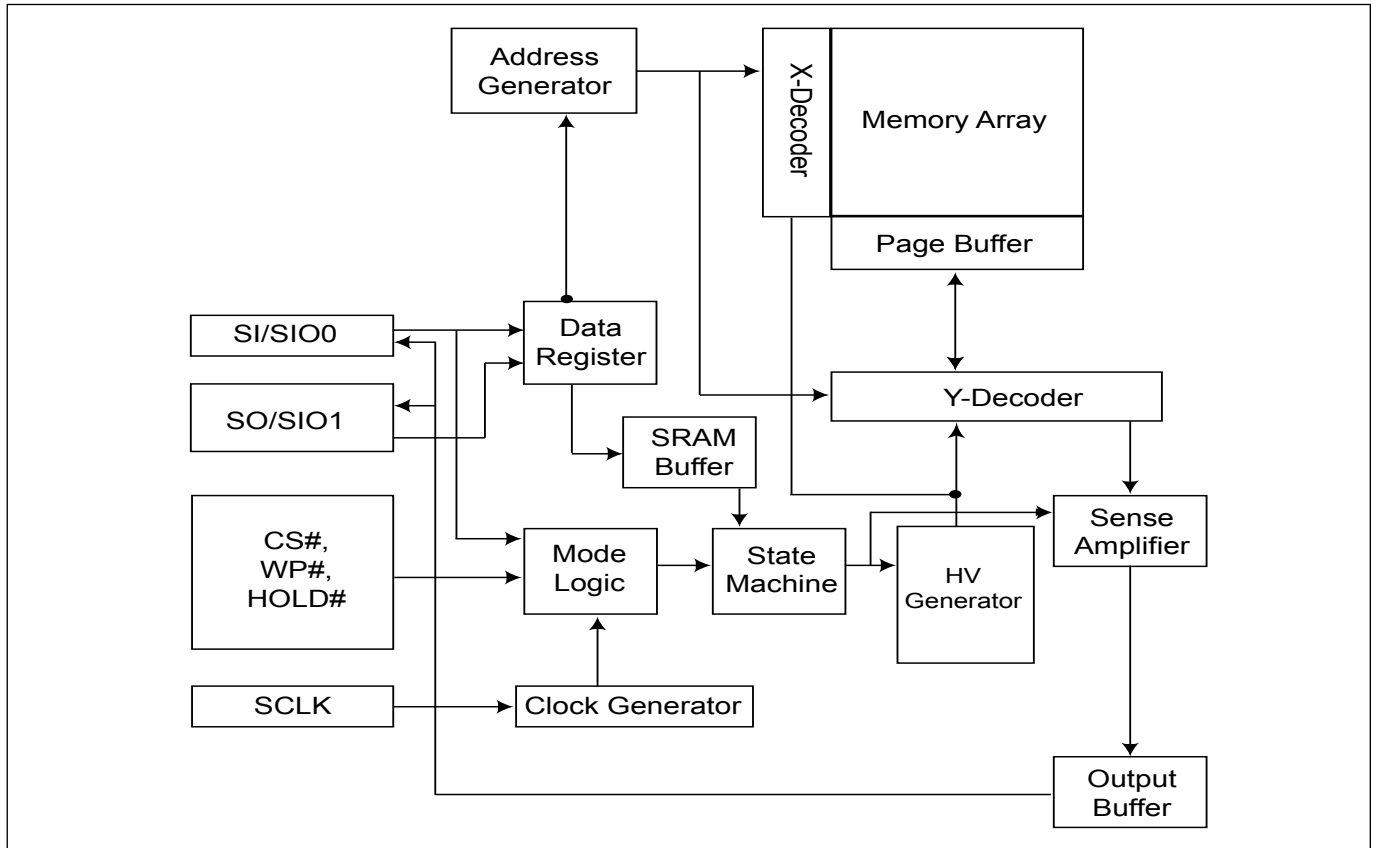 Address
Generator
X-Decoder
Memory Array
Page Buffer
SI/SIO0
Data
Register
SO/SIO1
Y-Decoder
SRAM
Buffer
CS#,
WP#,
HOLD#
Mode
Logic
State
Machine
HV
Generator
Sense
Amplifier
SCLK
Clock Generator
Output
Buffer